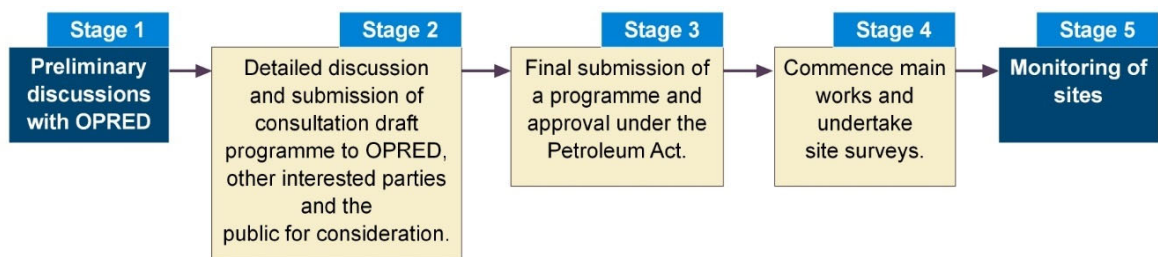 Stage 1
Preliminary
discussions
with OPRED
Stage 2
Detailed discussion
and submission of
consultation draft
programme to OPRED,
other interested parties
and the
public for consideration.
Stage 3
Final submission of
a programme and
approval under the
Petroleum Act.
Stage 4
Commence main
works and
undertake
site surveys.
Stage 5
Monitoring of
sites